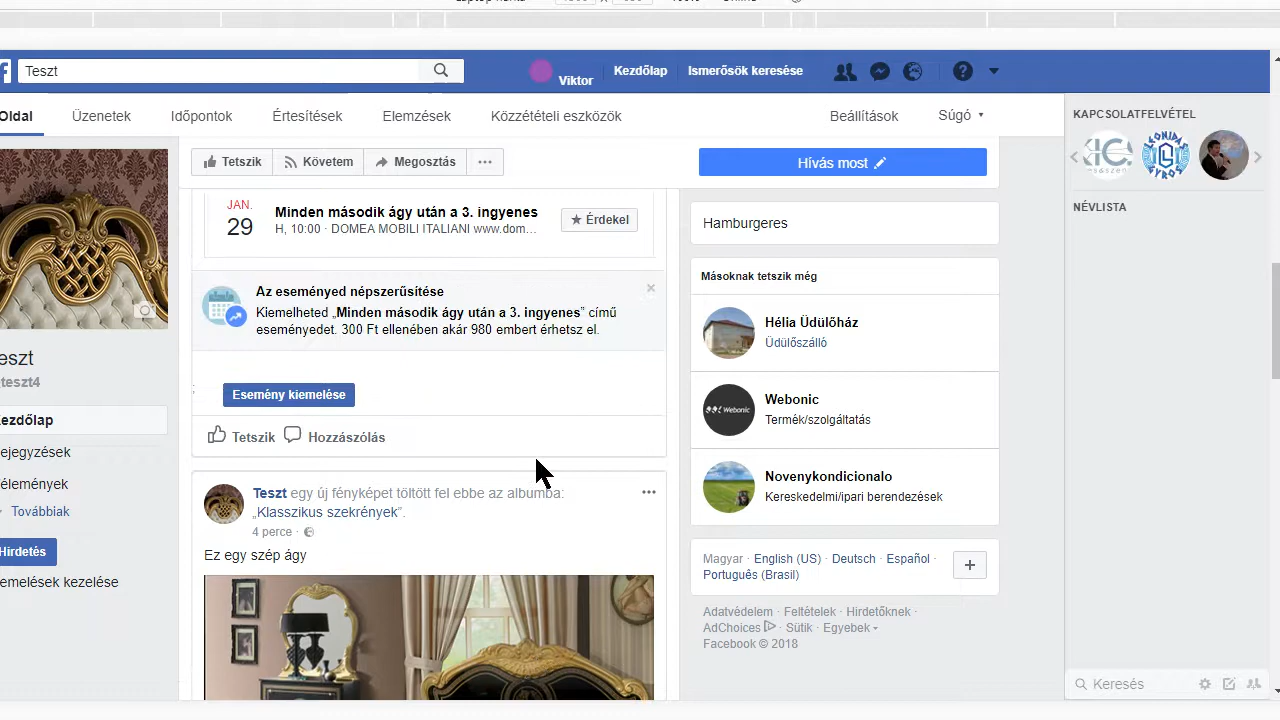 Teszt
Viktor
Kezdőlap
Ismerősök keresése
Oldal
Üzenetek
Időpontok
Értesítések
Elemzések
Közzétételi eszközök
Beállítások
Súgó
Tetszik
Követem
Megosztás
Hívás most
JAN.
29
Minden második ágy után a 3. ingyenes
H, 10:00 · DOMEA MOBILI ITALIANI www.dom...
Érdekel
Az eseményed népszerűsítése
Kiemelheted „Minden második ágy után a 3. ingyenes” című
eseményedet. 300 Ft ellenében akár 980 embert érhetsz el.
Esemény kiemelése
Tetszik
Hozzászólás
Teszt egy új fényképet töltött fel ebbe az albumba:
„Klasszikus szekrények”.
4 perce ·
Ez egy szép ágy
eszt
teszt4
ezdőlap
ejegyzések
élemények
Továbbiak
Hirdetés
emelések kezelése
Hamburgeres
Másoknak tetszik még
Hélia Üdülőház
Üdülőszálló
Webonic
Termék/szolgáltatás
Novenykondicionalo
Kereskedelmi/ipari berendezések
Magyar · English (US) · Deutsch · Español ·
Português (Brasil)
Adatvédelem · Feltételek · Hirdetőknek ·
AdChoices · Sütik · Egyebek
Facebook © 2018
KAPCSOLATFELVÉTEL
NÉVLISTA
Keresés